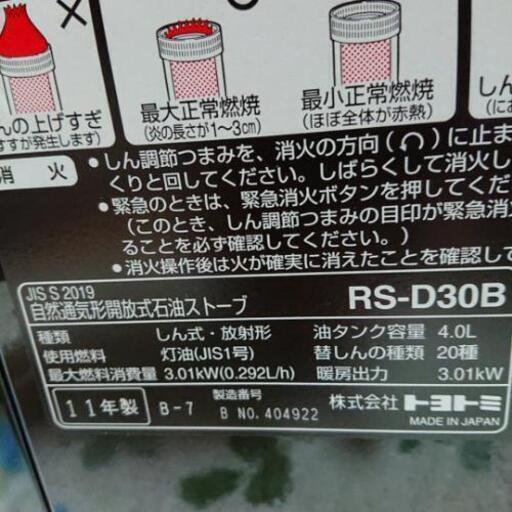 ×
○
んの上げすぎ
すすが発生します)
最大正常燃焼
(炎の長さが1〜3㎝)
最小正常燃焼
(ほぼ全体が赤熱)
しん
(にお
消 火
●しん調節つまみを、消火の方向( )に止ま
くりと回してください。しばらくして消火し
●緊急のときは、緊急消火ボタンを押してくだ
(このとき、しん調節つまみの目印が緊急消
ることを必ず確認してください。)
●消火操作後は火が確実に消えたことを確認して
JIS S 2019
自然通気形開放式石油ストーブ RS-D30B
種類 しん式・放射形 油タンク容量 4.0L
使用燃料 灯油(JIS1号) 替しんの種類 20種
最大燃料消費量 3.01kW(0.292L/h) 暖房出力 3.01kW
11年製 B-7 製造番号 B NO.404922 株式会社トヨトミ
MADE IN JAPAN